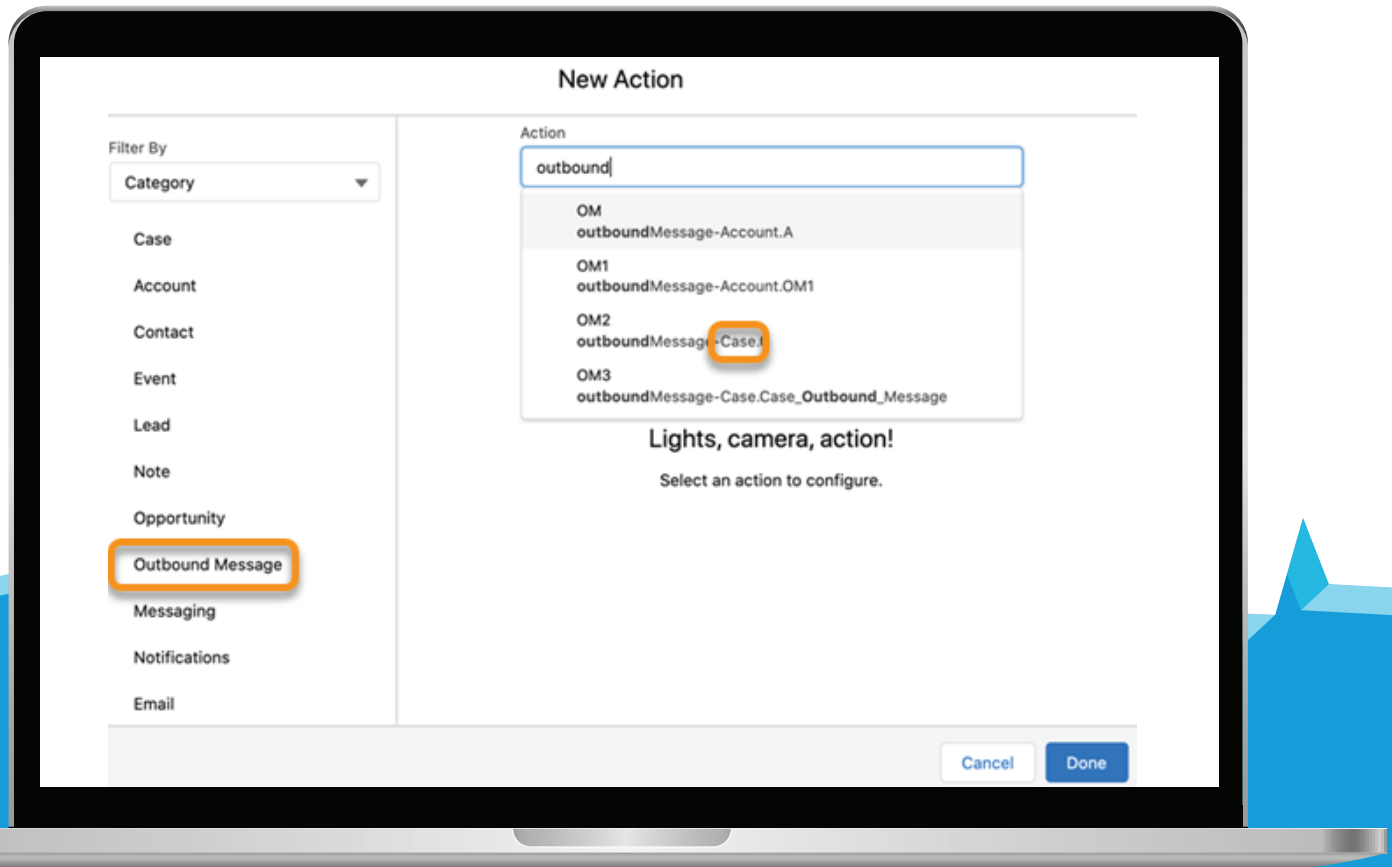 New Action
Filter By
Category
Case
Account
Contact
Event
Lead
Note
Opportunity
Outbound Message
Messaging
Notifications
Email
Action
outbound
OM
outboundMessage-Account.A
OM1
outboundMessage-Account.OM1
OM2
outboundMessage-Case.
OM3
outboundMessage-Case.Case_Outbound_Message
Lights, camera, action!
Select an action to configure.
Cancel
Done